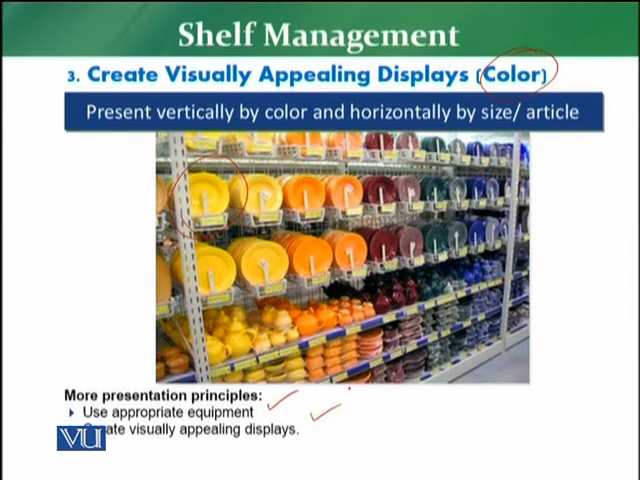 Shelf Management
3. Create Visually Appealing Displays (Color)
Present vertically by color and horizontally by size/ article
More presentation principles:
Use appropriate equipment
ate visually appealing displays.
VU